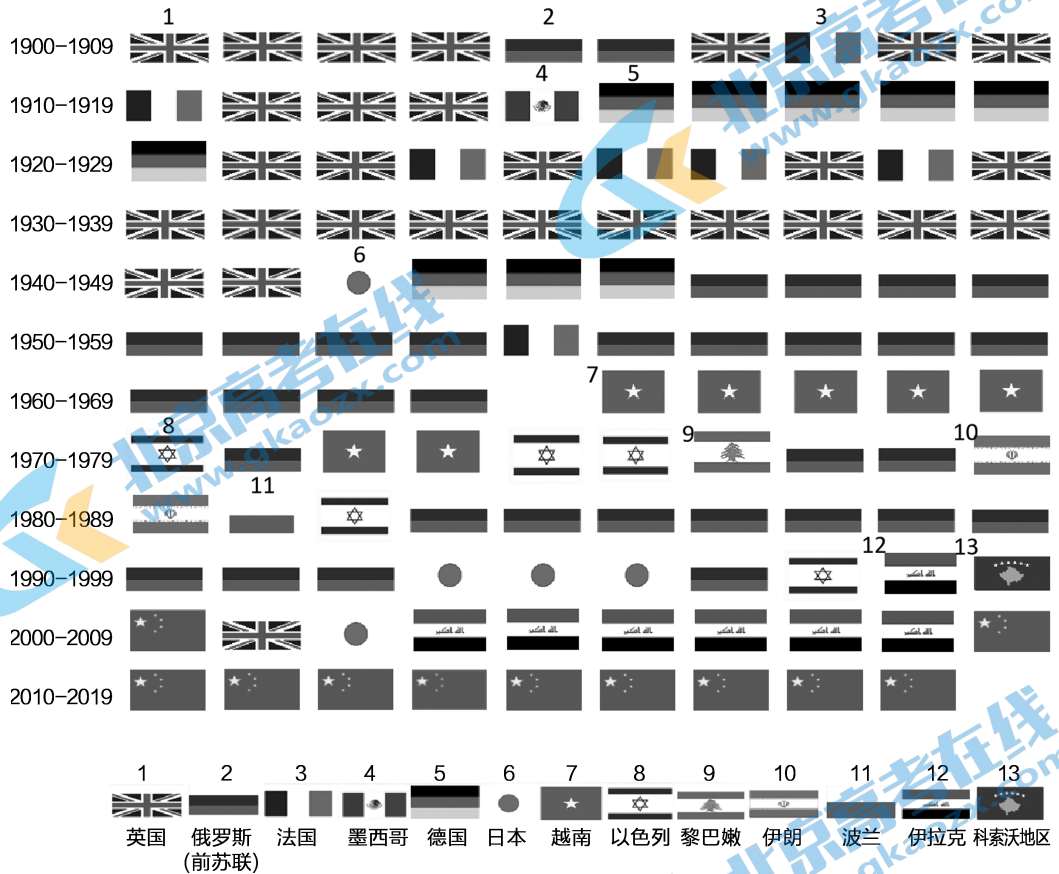 1 2 3
1900-1909
4 5
1910-1919
1920-1929
1930-1939
6
1940-1949
1950-1959
7
1960-1969
8 9 10
1970-1979
11
1980-1989
12 13
1990-1999
2000-2009
2010-2019
1 2 3 4 5 6 7 8 9 10 11 12 13
英国 俄罗斯 法国 墨西哥 德国 日本 越南 以色列 黎巴嫩 伊朗 波兰 伊拉克 科索沃地区
(前苏联)
北京高考在线
www.gkaozx.com